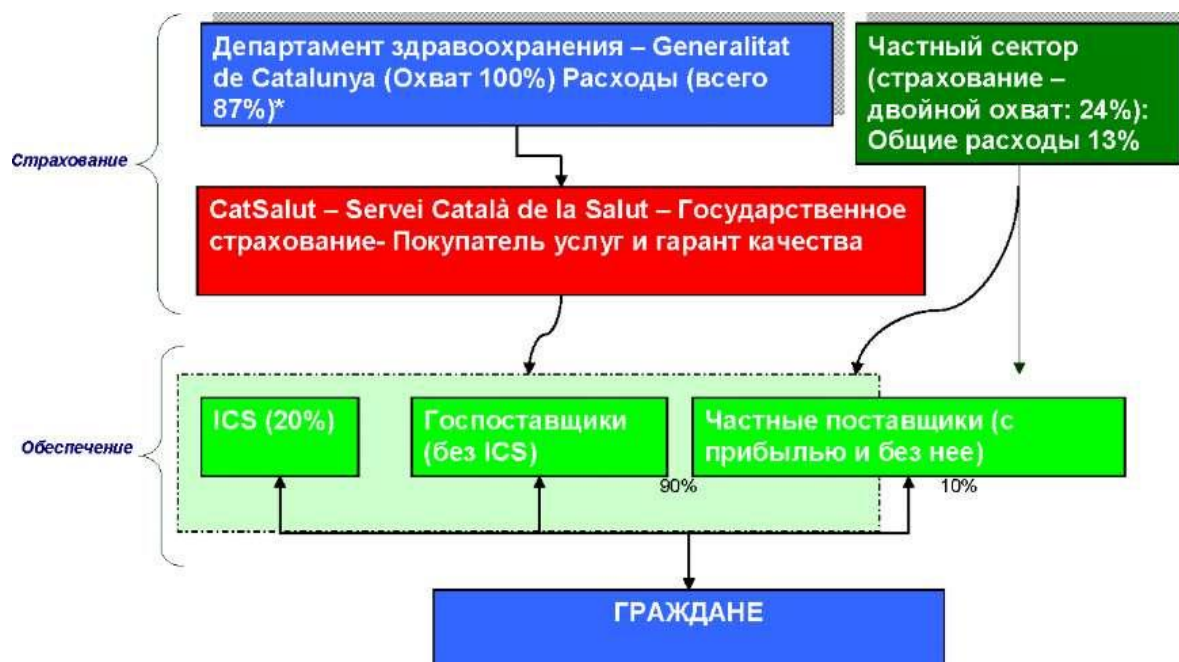 Департамент здравоохранения – Generalitat
de Catalunya (Охват 100%) Расходы (всего
87%)*
Частный сектор
(страхование –
двойной охват: 24%):
Общие расходы 13%
Страхование
CatSalut – Servei Català de la Salut – Государственное
страхование- Покупатель услуг и гарант качества
Обеспечение
ICS (20%)
Госпоставщики
(без ICS)
Частные поставщики (с
прибылью и без нее)
90%
10%
ГРАЖДАНЕ